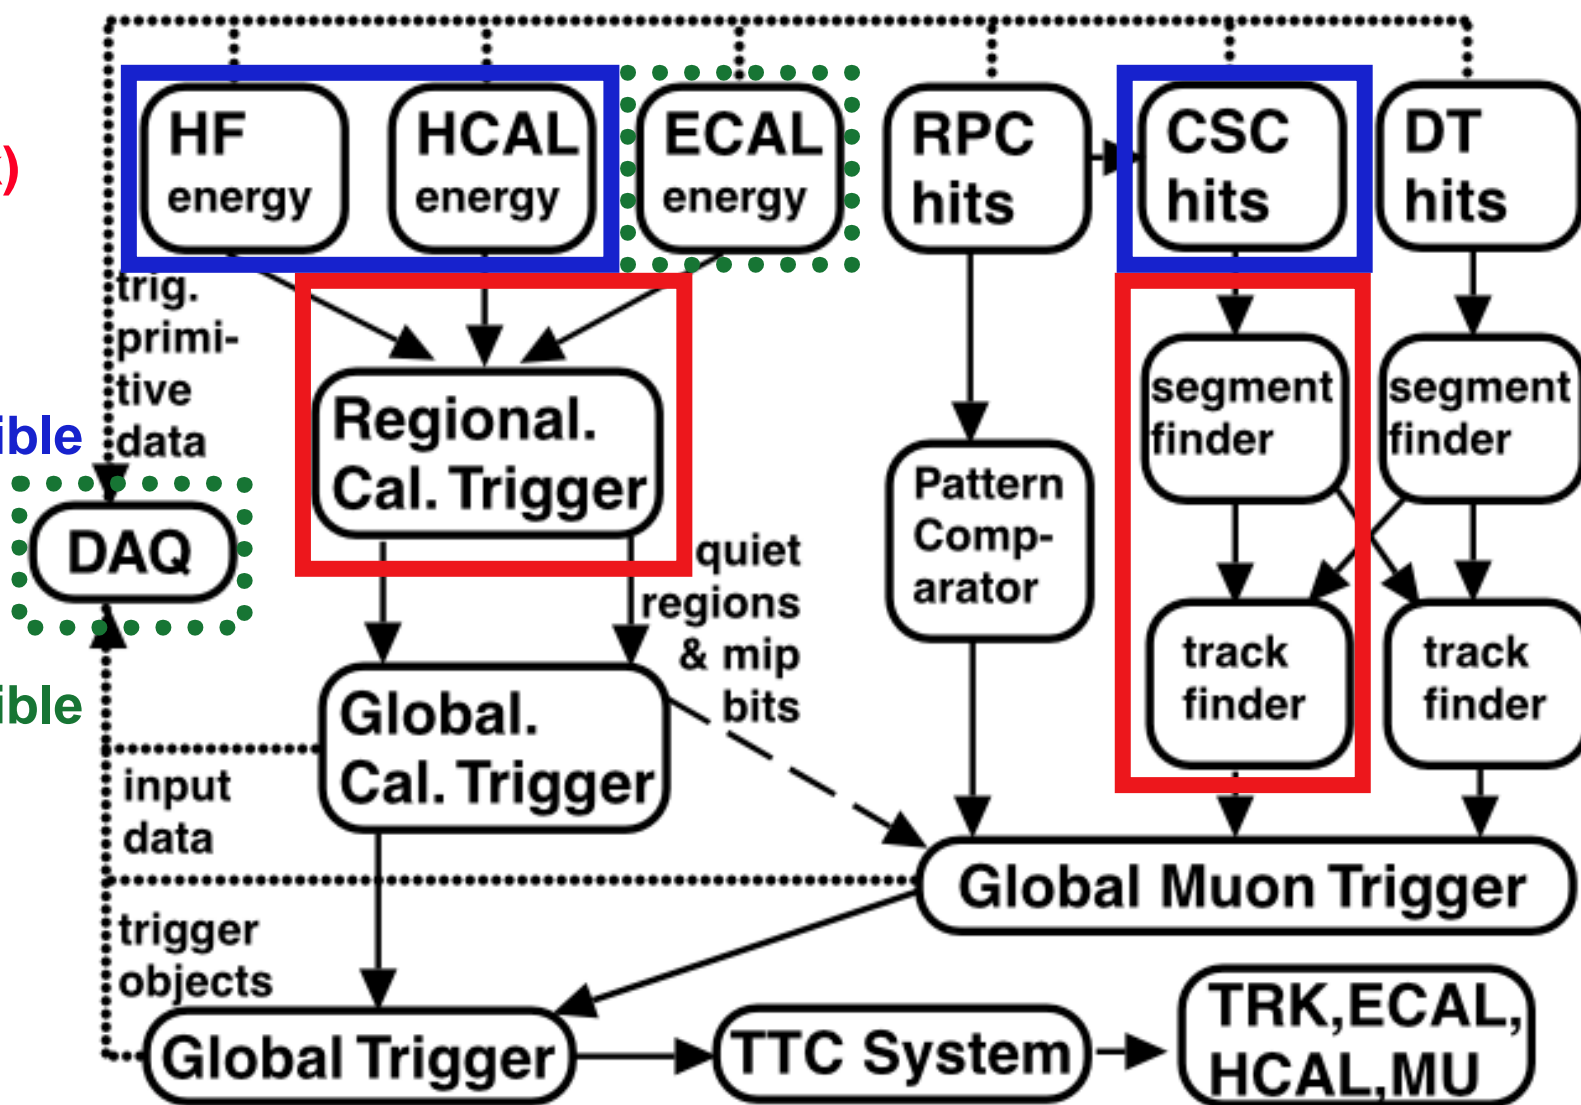 HF
energy
HCAL
energy
ECAL
energy
RPC
hits
CSC
hits
DT
hits
trig.
primi-
tive
data
DAQ
Regional.
Cal. Trigger
quiet
regions
& mip
bits
Pattern
Comp-
arator
segment
finder
segment
finder
track
finder
track
finder
Global.
Cal. Trigger
input
data
Global Muon Trigger
trigger
objects
Global Trigger
TTC System
TRK,ECAL,
HCAL,MU